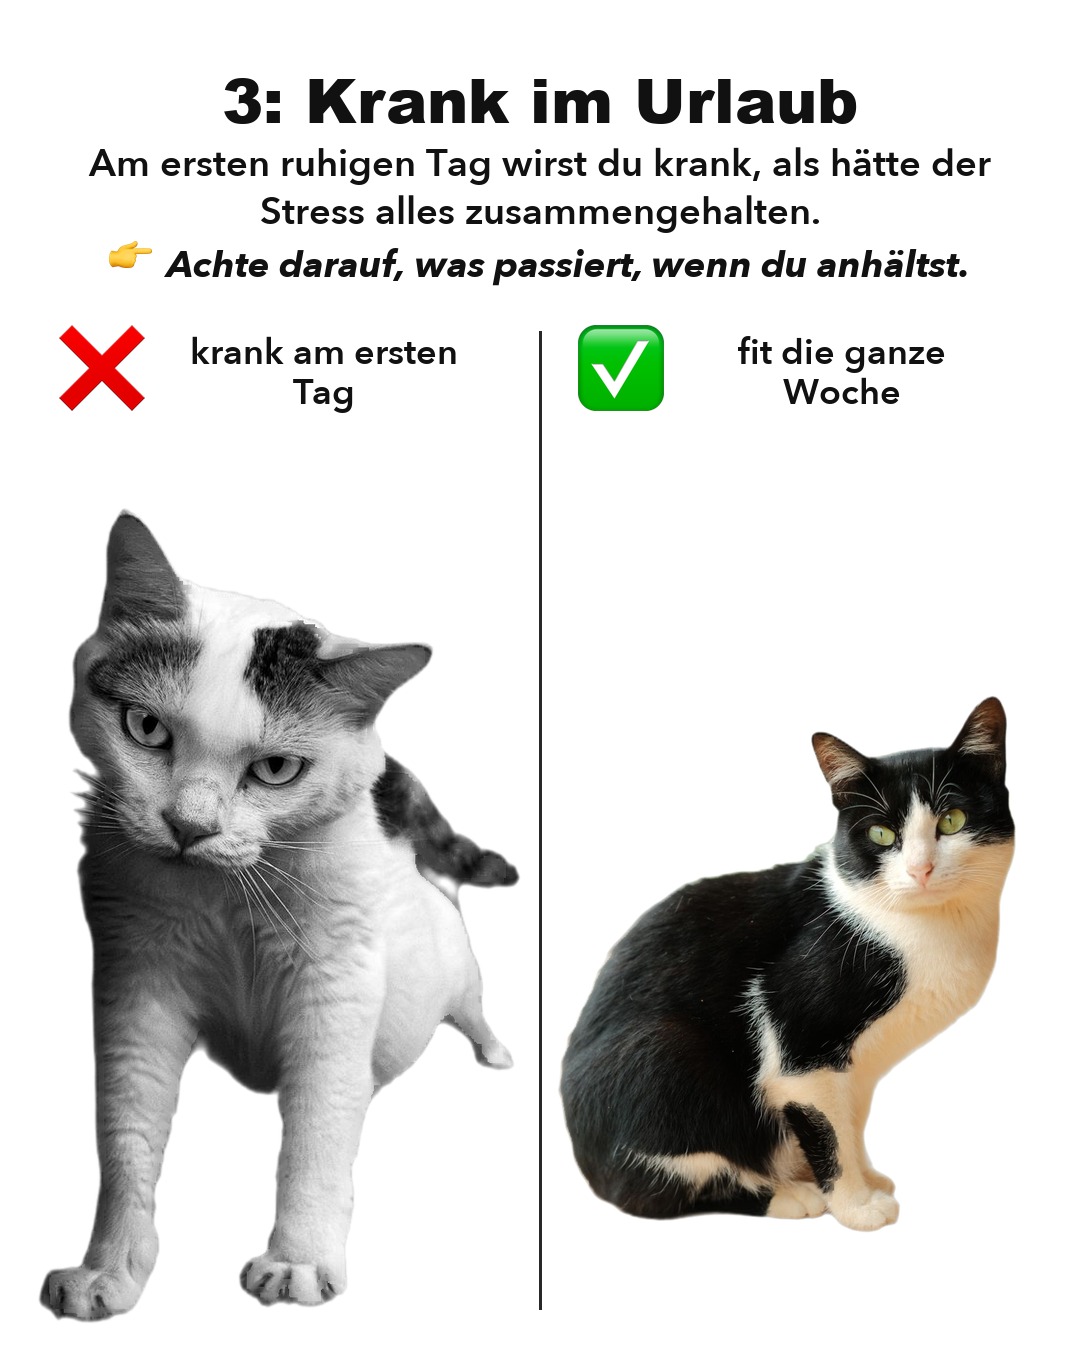 3: Krank im Urlaub
Am ersten ruhigen Tag wirst du krank, als hätte der
Stress alles zusammengehalten.
👉 Achte darauf, was passiert, wenn du anhältst.
❌ krank am ersten
Tag
✅ fit die ganze
Woche